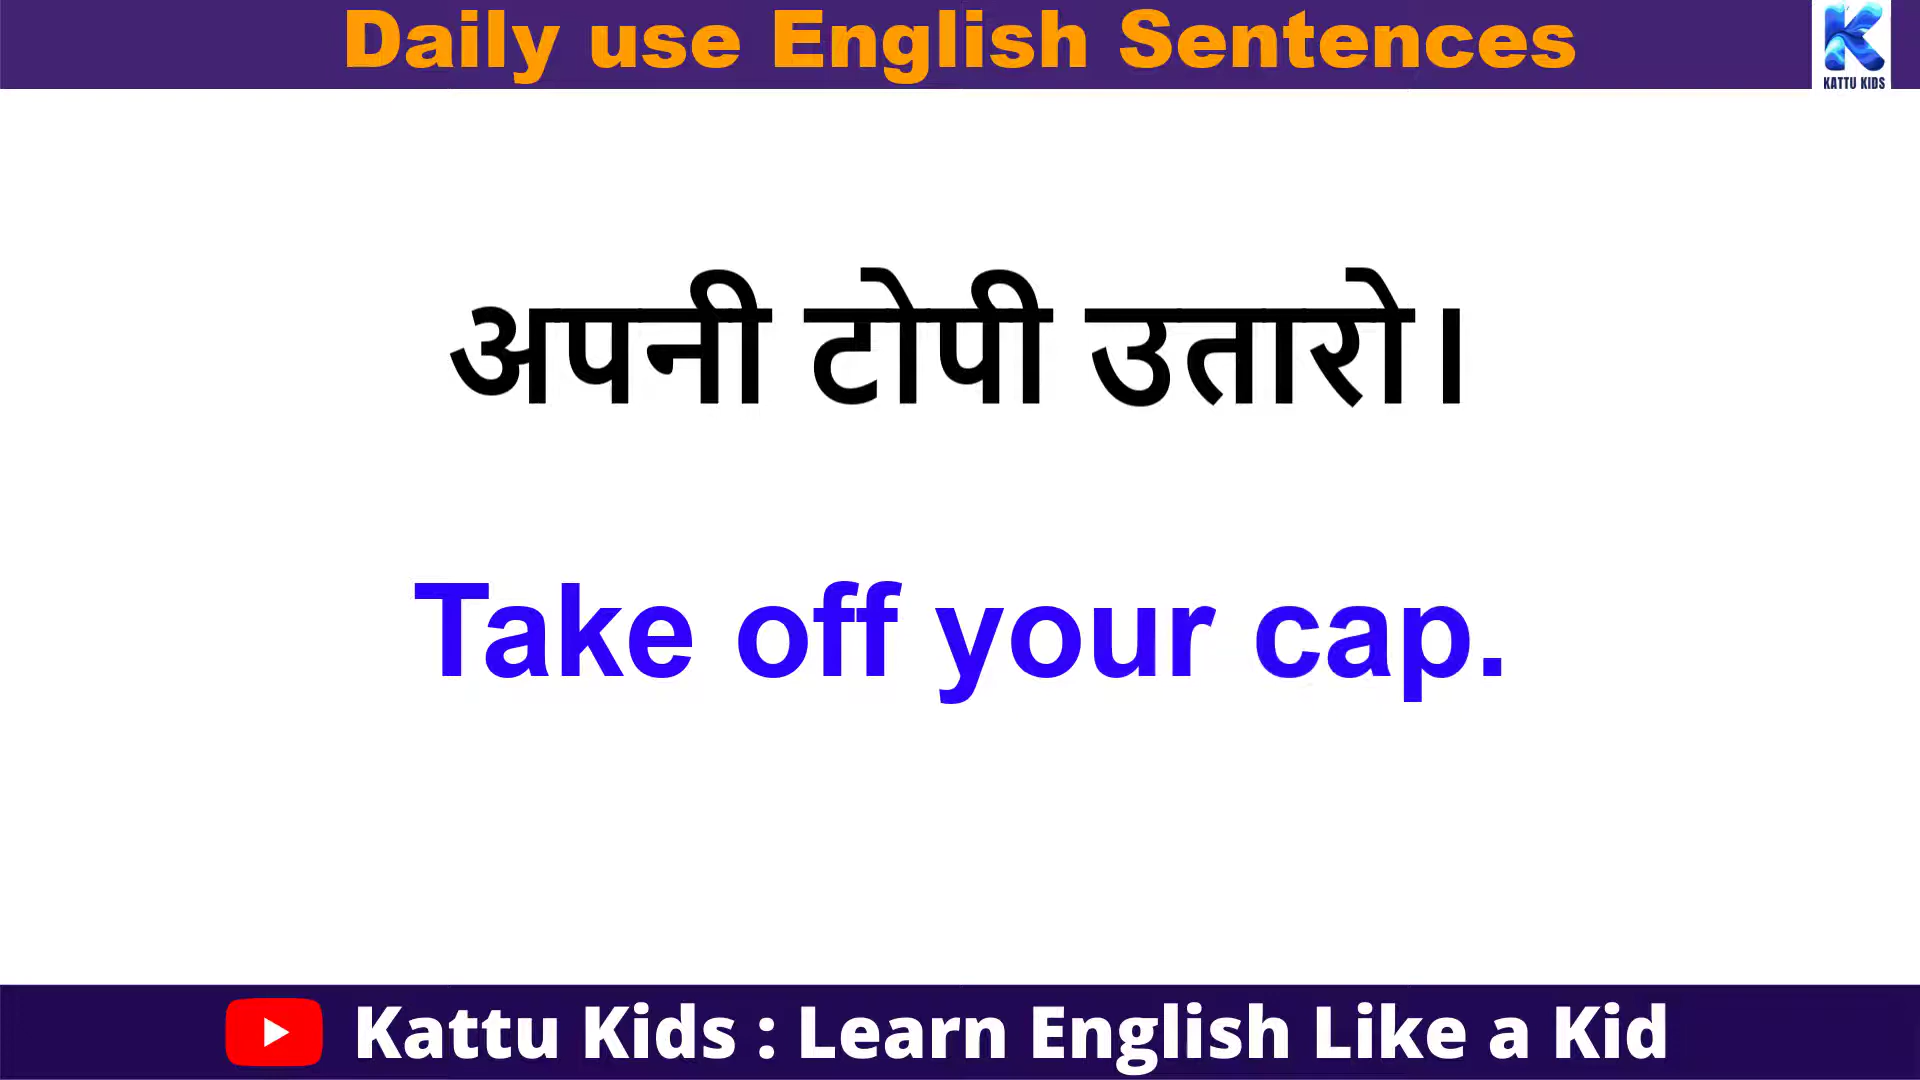 Daily use English Sentences
KATTU KIDS
अपनी टोपी उतारो।
Take off your cap.
Kattu Kids : Learn English Like a Kid